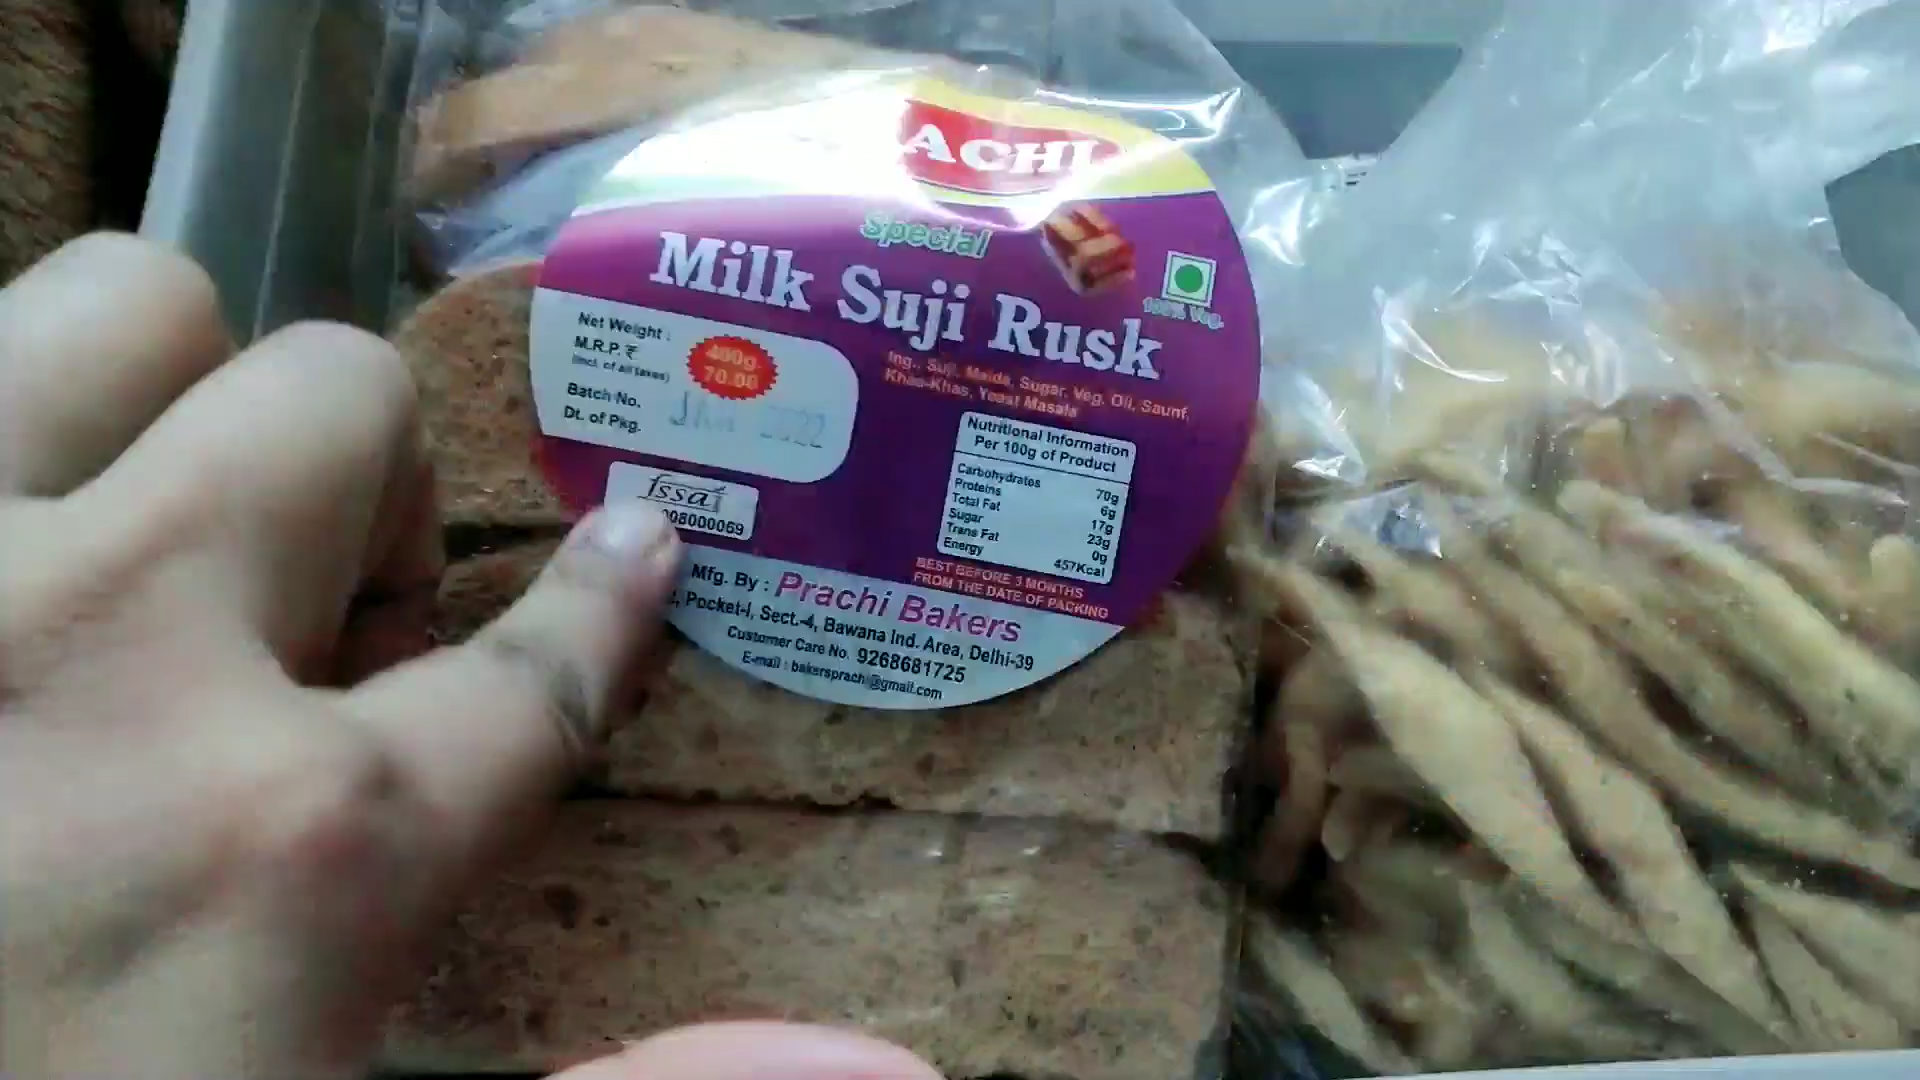 ACHI
Special
Milk Suji Rusk
100% Veg.
Net Weight : 400g
M.R.P. ₹ 70.00
(incl. of all taxes)
Batch No.
Dt. of Pkg. JAN 2022
Ing., Suji, Maida, Sugar, Veg. Oil, Saunf,
Khas-Khas, Yeast Masala
Nutritional Information
Per 100g of Product
Carbohydrates 70g
Proteins 6g
Total Fat 17g
Sugar 23g
Trans Fat 0g
Energy 457Kcal
fssai
008000069
BEST BEFORE 3 MONTHS
FROM THE DATE OF PACKING
Mfg. By : Prachi Bakers
Pocket-I, Sect.-4, Bawana Ind. Area, Delhi-39
Customer Care No. 9268681725
E-mail : bakersprachi@gmail.com